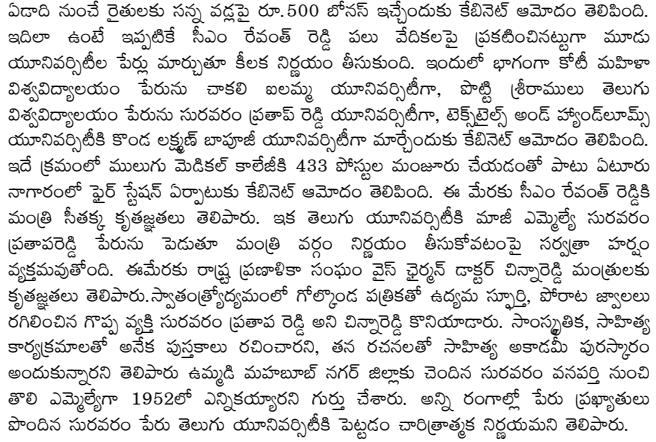 ఏడాది నుంచే రైతులకు సన్న వడ్లపై రూ.500 బోనస్ ఇచ్చేందుకు కేబినెట్ ఆమోదం తెలిపింది.
ఇదిలా ఉంటే ఇప్పటికే సీఎం రేవంత్ రెడ్డి పలు వేదికలపై ప్రకటించినట్టుగా మూడు
యూనివర్సిటీల పేర్లు మార్చుతూ కీలక నిర్ణయం తీసుకుంది. ఇందులో భాగంగా కోటీ మహిళా
విశ్వవిద్యాలయం పేరును చాకలి ఐలమ్మ యూనివర్సిటీగా, పొట్టి శ్రీరాములు తెలుగు
విశ్వవిద్యాలయం పేరును సురవరం ప్రతాప్ రెడ్డి యూనివర్సిటీగా, టెక్స్‌టైల్స్ అండ్ హ్యాండ్‌లూమ్స్
యూనివర్సిటీకి కొండ లక్ష్మణ్ బాపూజీ యూనివర్సిటీగా మార్చేందుకు కేబినెట్ ఆమోదం తెలిపింది.
ఇదే క్రమంలో ములుగు మెడికల్ కాలేజీకి 433 పోస్టుల మంజూరు చేయడంతో పాటు ఏటూరు
నాగారంలో ఫైర్ స్టేషన్ ఏర్పాటుకు కేబినెట్ ఆమోదం తెలిపింది. ఈ మేరకు సీఎం రేవంత్ రెడ్డికి
మంత్రి సీతక్క కృతజ్ఞతలు తెలిపారు. ఇక తెలుగు యూనివర్సిటీకి మాజీ ఎమ్మెల్యే సురవరం
ప్రతాపరెడ్డి పేరును పెడుతూ మంత్రి వర్గం నిర్ణయం తీసుకోవటంపై సర్వత్రా హర్షం
వ్యక్తమవుతోంది. ఈమేరకు రాష్ట్ర ప్రణాళికా సంఘం వైస్ ఛైర్మన్ డాక్టర్ చిన్నారెడ్డి మంత్రులకు
కృతజ్ఞతలు తెలిపారు.స్వాతంత్ర్యోద్యమంలో గోల్కొండ పత్రికతో ఉద్యమ స్ఫూర్తి, పోరాట జ్వాలలు
రగిలించిన గొప్ప వ్యక్తి సురవరం ప్రతాప రెడ్డి అని చిన్నారెడ్డి కొనియాడారు. సాంస్కృతిక, సాహిత్య
కార్యక్రమాలతో అనేక పుస్తకాలు రచించారని, తన రచనలతో సాహిత్య అకాడమీ పురస్కారం
అందుకున్నారని తెలిపారు ఉమ్మడి మహబూబ్ నగర్ జిల్లాకు చెందిన సురవరం వనపర్తి నుంచి
తొలి ఎమ్మెల్యేగా 1952లో ఎన్నికయ్యారని గుర్తు చేశారు. అన్ని రంగాల్లో పేరు ప్రఖ్యాతులు
పొందిన సురవరం పేరు తెలుగు యూనివర్సిటీకి పెట్టడం చారిత్రాత్మక నిర్ణయమని తెలిపారు.